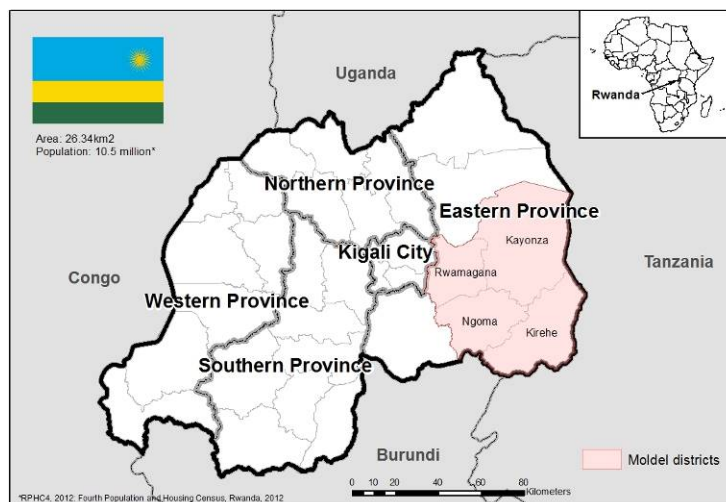 Uganda
Area: 26.34km2
Population: 10.5 million*
Rwanda
Northern Province
Eastern Province
Kayonza
Kigali City
Congo
Rwamagana
Tanzania
Western Province
Ngoma
Kirehe
Southern Province
Burundi
Moldel districts
*RPHC4, 2012: Fourth Population and Housing Census, Rwanda, 2012
0 10 20 40 60 80
Kilometers